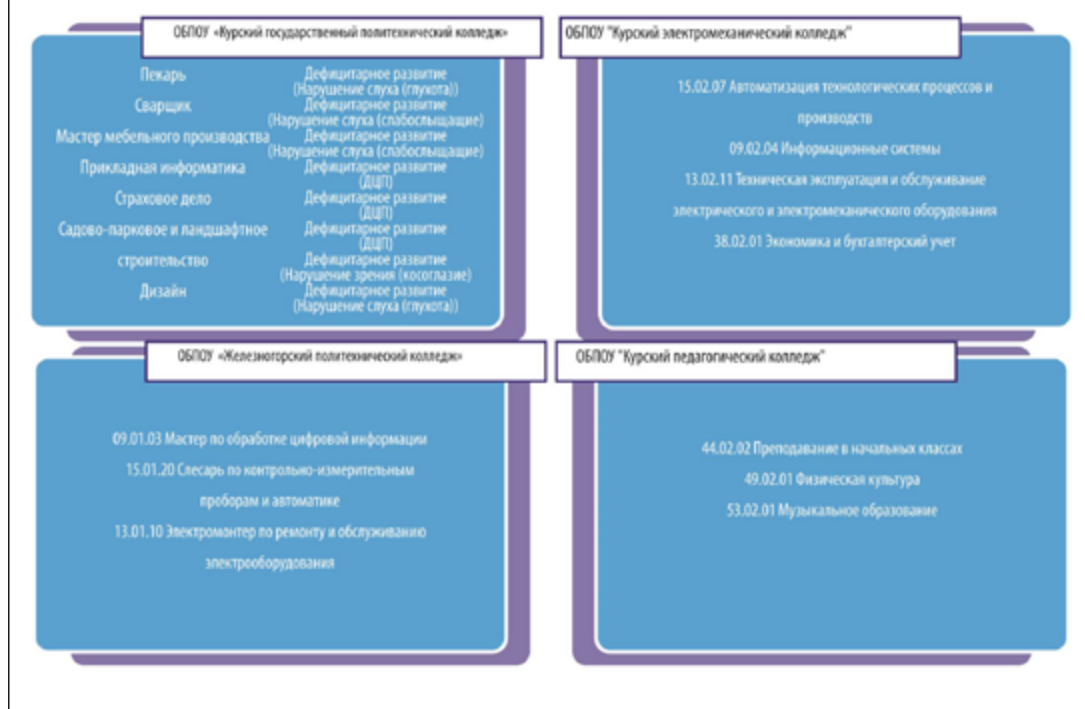 ОБПОУ «Курский государственный политехнический колледж»
Пекарь
Сварщик
Мастер мебельного производства
Прикладная информатика
Страховое дело
Садово-парковое и ландшафтное
строительство
Дизайн
Дефицитарное развитие
(Нарушение слуха (глухота))
Дефицитарное развитие
(Нарушение слуха (слабослыщащие)
Дефицитарное развитие
(Нарушение слуха (слабослыщащие)
Дефицитарное развитие
(ДЦП)
Дефицитарное развитие
(ДЦП)
Дефицитарное развитие
(ДЦП)
Дефицитарное развитие
(Нарушение зрения (косоглазие)
Дефицитарное развитие
(Нарушение слуха (глухота))
ОБПОУ "Курский электромеханический колледж"
15.02.07 Автоматизация технологических процессов и
производств
09.02.04 Информационные системы
13.02.11 Техническая эксплуатация и обслуживание
электрического и электромеханического оборудования
38.02.01 Экономика и бухгалтерский учет
ОБПОУ «Железногорский политехнический колледж»
09.01.03 Мастер по обработке цифровой информации
15.01.20 Слесарь по контрольно-измерительным
проборам и автоматике
13.01.10 Электромонтер по ремонту и обслуживанию
электрооборудования
ОБПОУ "Курский педагогический колледж"
44.02.02 Преподавание в начальных классах
49.02.01 Физическая культура
53.02.01 Музыкальное образование